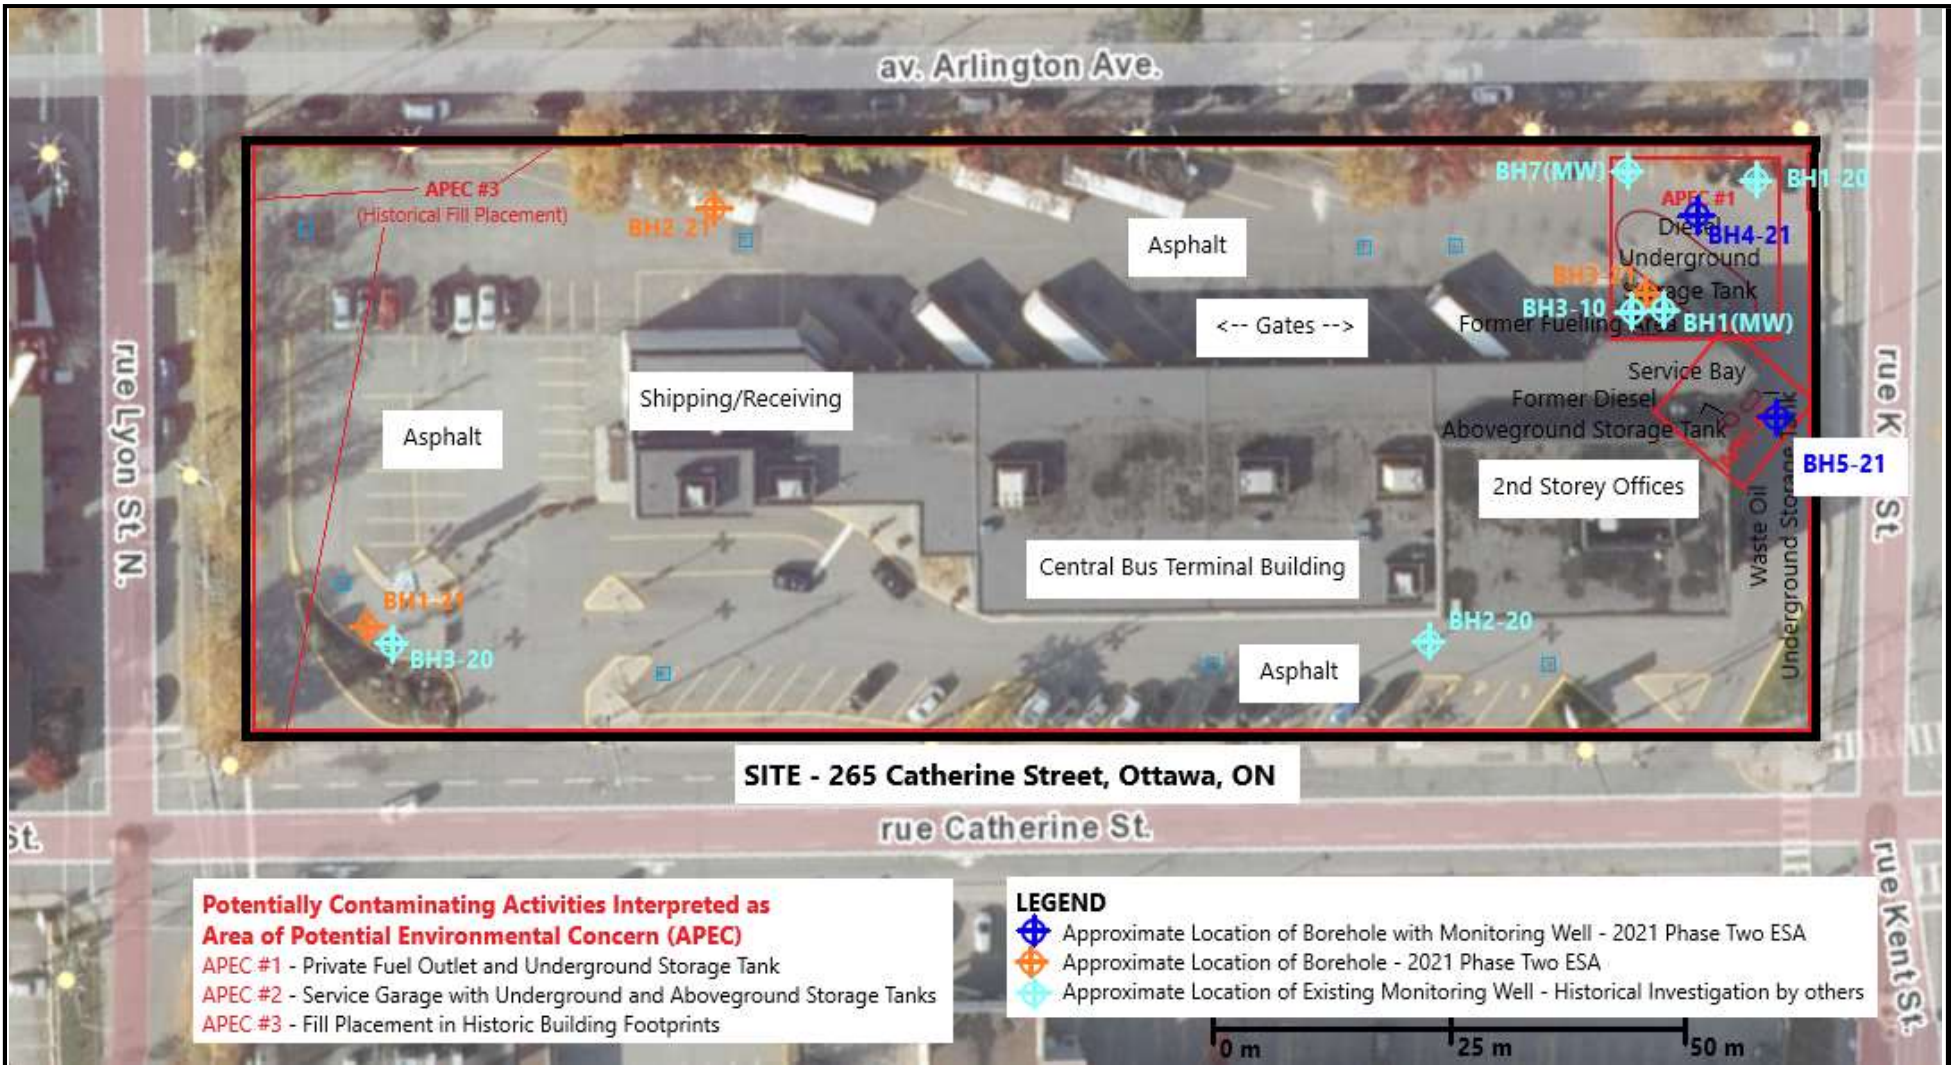 av. Arlington Ave.
APEC #3
(Historical Fill Placement)
BH2-21
BH7(MW)
BH1-20
APEC #1
BH4-21
Diesel
Underground
Storage Tank
Asphalt
BH3-21
BH3-10
BH1(MW)
Former Fuelling Area
<-- Gates -->
rue Lyon St. N.
Shipping/Receiving
Asphalt
Service Bay
Former Diesel
Aboveground Storage Tank
BH5-21
2nd Storey Offices
Waste Oil
Underground Storage Tank
Central Bus Terminal Building
BH1-21
BH3-20
BH2-20
Asphalt
SITE - 265 Catherine Street, Ottawa, ON
St.
rue Catherine St.
rue Kent St.
Potentially Contaminating Activities Interpreted as
Area of Potential Environmental Concern (APEC)
APEC #1 - Private Fuel Outlet and Underground Storage Tank
APEC #2 - Service Garage with Underground and Aboveground Storage Tanks
APEC #3 - Fill Placement in Historic Building Footprints
LEGEND
Approximate Location of Borehole with Monitoring Well - 2021 Phase Two ESA
Approximate Location of Borehole - 2021 Phase Two ESA
Approximate Location of Existing Monitoring Well - Historical Investigation by others
0 m
25 m
50 m